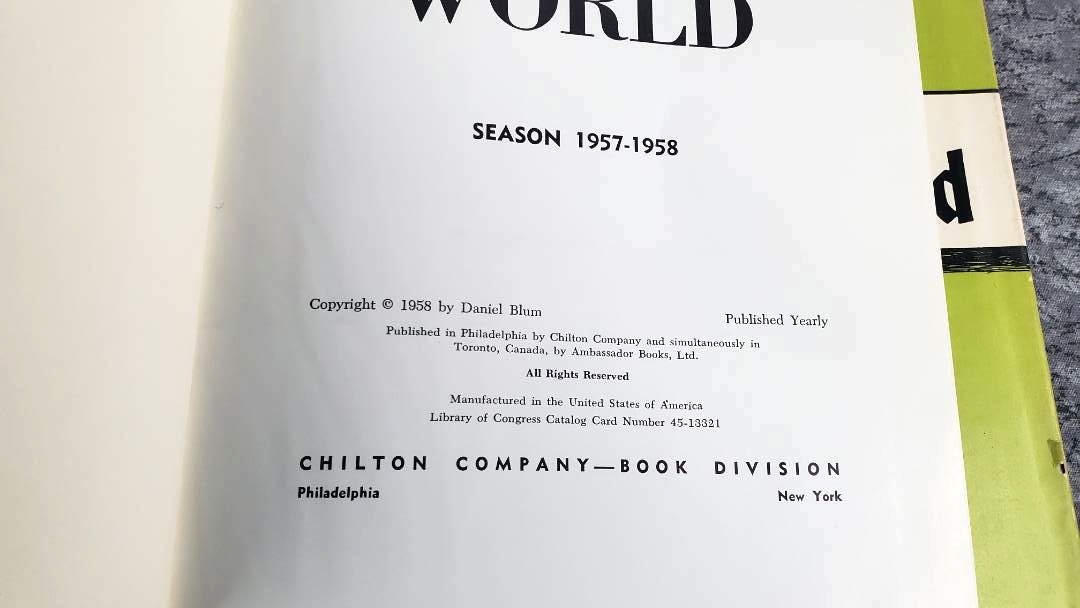 WORLD
SEASON 1957-1958
Copyright © 1958 by Daniel Blum
Published Yearly
Published in Philadelphia by Chilton Company and simultaneously in
Toronto, Canada, by Ambassador Books, Ltd.
All Rights Reserved
Manufactured in the United States of America
Library of Congress Catalog Card Number 45-13321
CHILTON COMPANY—BOOK DIVISION
Philadelphia
New York
d